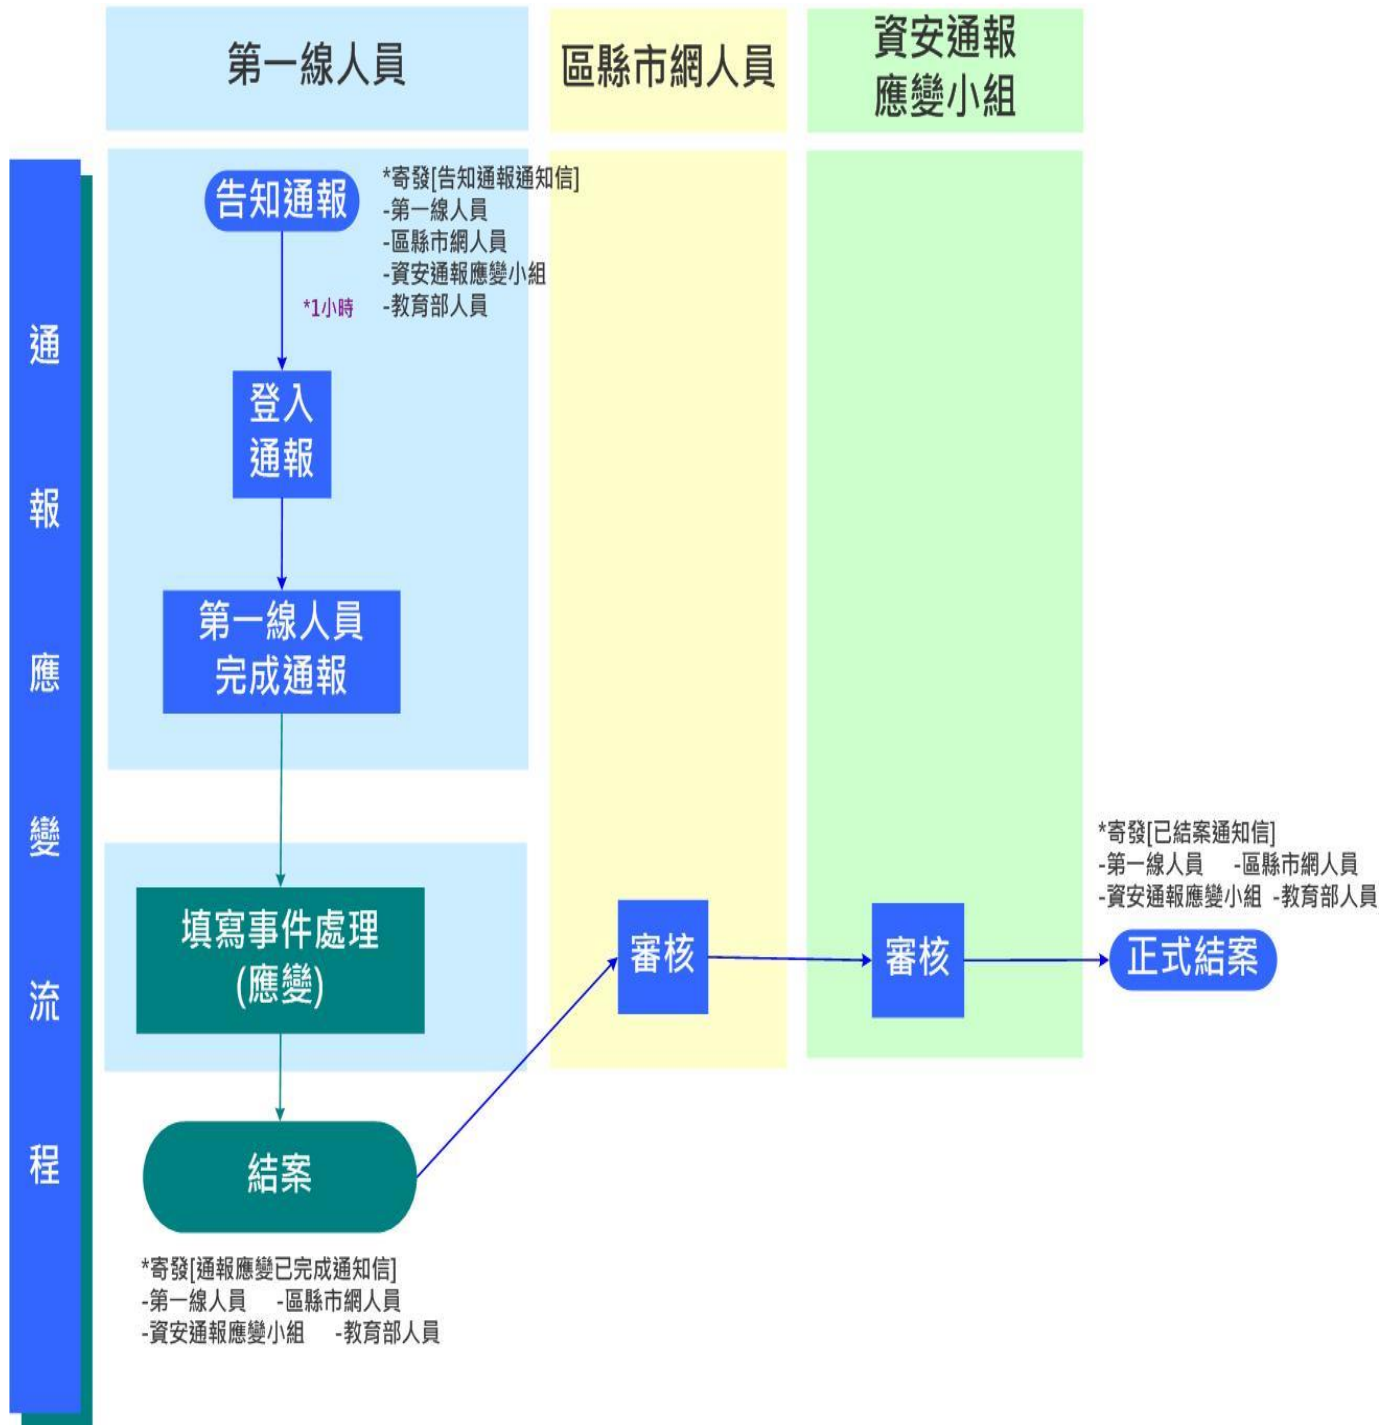 第一線人員
區縣市網人員
資安通報
應變小組
通報應變流程
告知通報
*寄發[告知通報通知信]
-第一線人員
-區縣市網人員
-資安通報應變小組
-教育部人員
*1小時
登入
通報
第一線人員
完成通報
填寫事件處理
(應變)
結案
*寄發[通報應變已完成通知信]
-第一線人員 -區縣市網人員
-資安通報應變小組 -教育部人員
審核
審核
*寄發[已結案通知信]
-第一線人員 -區縣市網人員
-資安通報應變小組 -教育部人員
正式結案